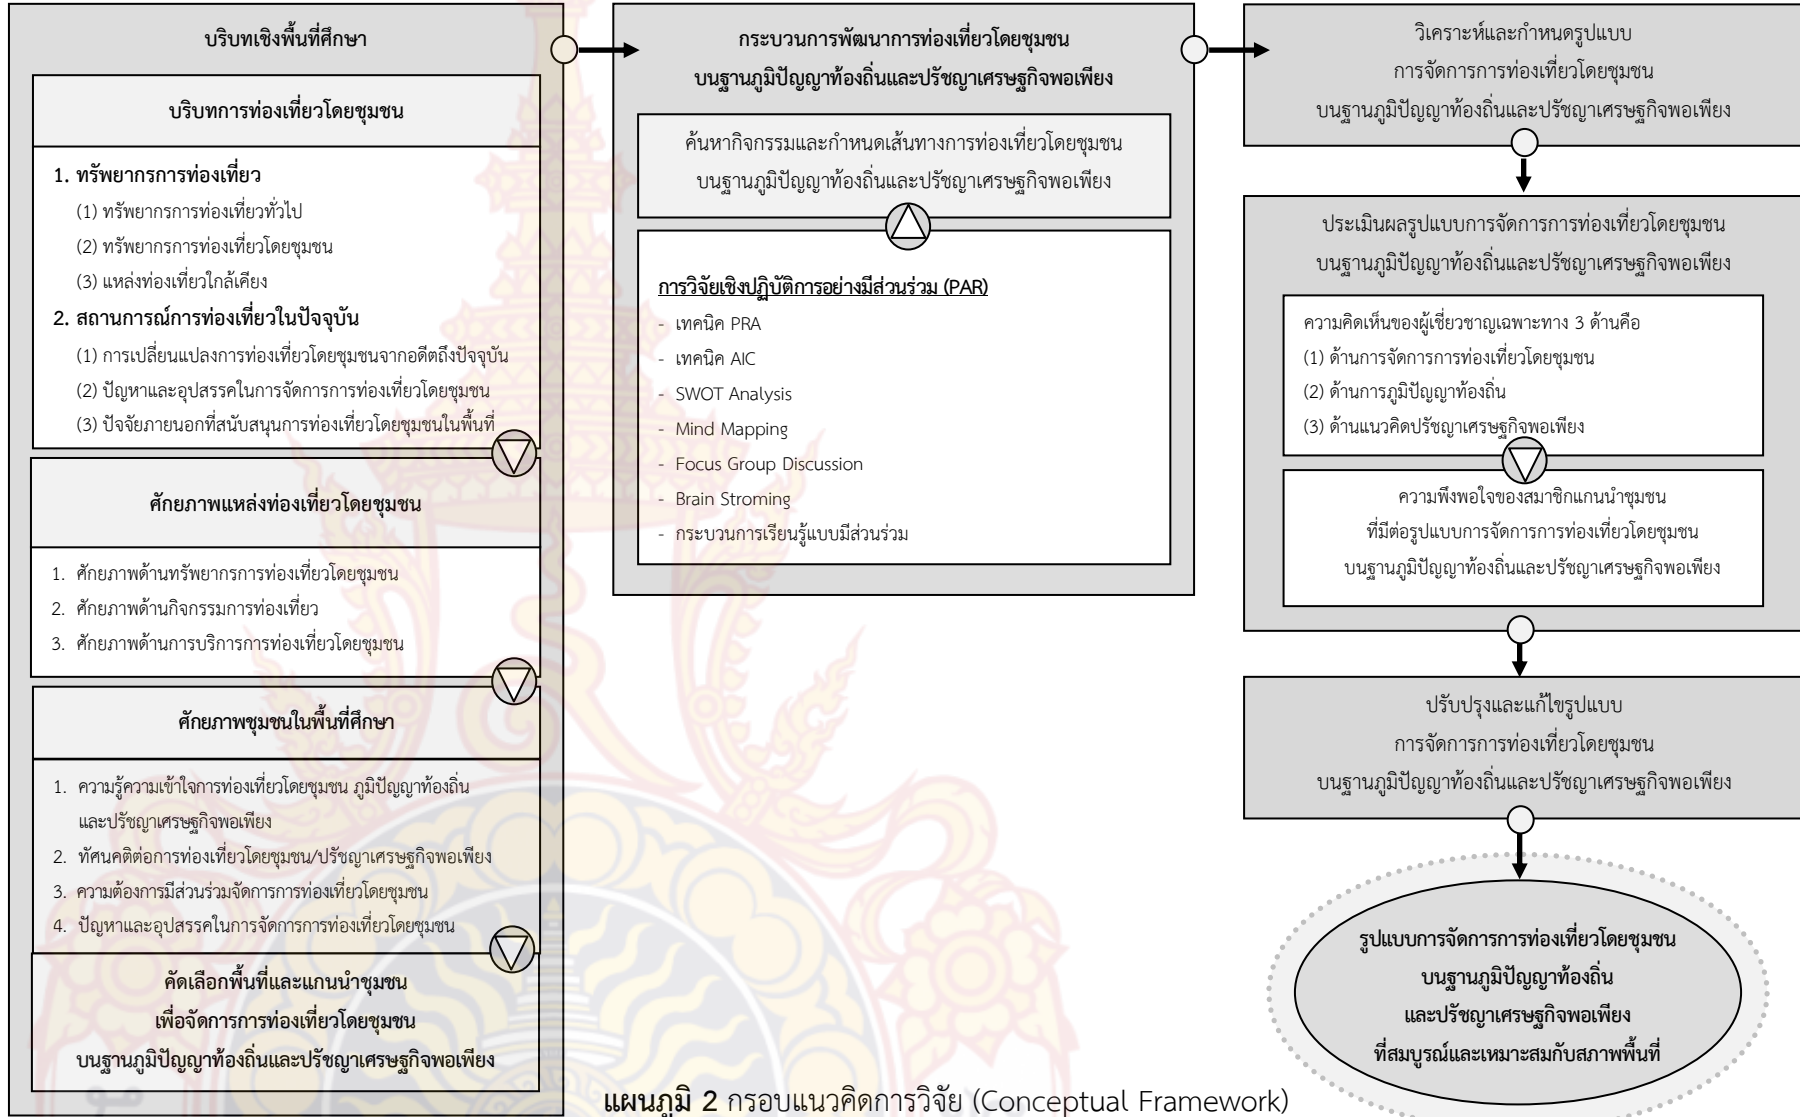 บริบทเชิงพื้นที่ศึกษา
บริบทการท่องเที่ยวโดยชุมชน
1. ทรัพยากรการท่องเที่ยว
(1) ทรัพยากรการท่องเที่ยวทั่วไป
(2) ทรัพยากรการท่องเที่ยวโดยชุมชน
(3) แหล่งท่องเที่ยวใกล้เคียง
2. สถานการณ์การท่องเที่ยวในปัจจุบัน
(1) การเปลี่ยนแปลงการท่องเที่ยวโดยชุมชนจากอดีตถึงปัจจุบัน
(2) ปัญหาและอุปสรรคในการจัดการการท่องเที่ยวโดยชุมชน
(3) ปัจจัยภายนอกที่สนับสนุนการท่องเที่ยวโดยชุมชนในพื้นที่
ศักยภาพแหล่งท่องเที่ยวโดยชุมชน
1. ศักยภาพด้านทรัพยากรการท่องเที่ยวโดยชุมชน
2. ศักยภาพด้านกิจกรรมการท่องเที่ยว
3. ศักยภาพด้านการบริการการท่องเที่ยวโดยชุมชน
ศักยภาพชุมชนในพื้นที่ศึกษา
1. ความรู้ความเข้าใจการท่องเที่ยวโดยชุมชน ภูมิปัญญาท้องถิ่น
และปรัชญาเศรษฐกิจพอเพียง
2. ทัศนคติต่อการท่องเที่ยวโดยชุมชน/ปรัชญาเศรษฐกิจพอเพียง
3. ความต้องการมีส่วนร่วมจัดการการท่องเที่ยวโดยชุมชน
4. ปัญหาและอุปสรรคในการจัดการการท่องเที่ยวโดยชุมชน
คัดเลือกพื้นที่และแกนนำชุมชน
เพื่อจัดการการท่องเที่ยวโดยชุมชน
บนฐานภูมิปัญญาท้องถิ่นและปรัชญาเศรษฐกิจพอเพียง
กระบวนการพัฒนาการท่องเที่ยวโดยชุมชน
บนฐานภูมิปัญญาท้องถิ่นและปรัชญาเศรษฐกิจพอเพียง
ค้นหากิจกรรมและกำหนดเส้นทางการท่องเที่ยวโดยชุมชน
บนฐานภูมิปัญญาท้องถิ่นและปรัชญาเศรษฐกิจพอเพียง
การวิจัยเชิงปฏิบัติการอย่างมีส่วนร่วม (PAR)
- เทคนิค PRA
- เทคนิค AIC
- SWOT Analysis
- Mind Mapping
- Focus Group Discussion
- Brain Stroming
- กระบวนการเรียนรู้แบบมีส่วนร่วม
วิเคราะห์และกำหนดรูปแบบ
การจัดการการท่องเที่ยวโดยชุมชน
บนฐานภูมิปัญญาท้องถิ่นและปรัชญาเศรษฐกิจพอเพียง
ประเมินผลรูปแบบการจัดการการท่องเที่ยวโดยชุมชน
บนฐานภูมิปัญญาท้องถิ่นและปรัชญาเศรษฐกิจพอเพียง
ความคิดเห็นของผู้เชี่ยวชาญเฉพาะทาง 3 ด้านคือ
(1) ด้านการจัดการการท่องเที่ยวโดยชุมชน
(2) ด้านการภูมิปัญญาท้องถิ่น
(3) ด้านแนวคิดปรัชญาเศรษฐกิจพอเพียง
ความพึงพอใจของสมาชิกแกนนำชุมชน
ที่มีต่อรูปแบบการจัดการการท่องเที่ยวโดยชุมชน
บนฐานภูมิปัญญาท้องถิ่นและปรัชญาเศรษฐกิจพอเพียง
ปรับปรุงและแก้ไขรูปแบบ
การจัดการการท่องเที่ยวโดยชุมชน
บนฐานภูมิปัญญาท้องถิ่นและปรัชญาเศรษฐกิจพอเพียง
รูปแบบการจัดการการท่องเที่ยวโดยชุมชน
บนฐานภูมิปัญญาท้องถิ่น
และปรัชญาเศรษฐกิจพอเพียง
ที่สมบูรณ์และเหมาะสมกับสภาพพื้นที่
แผนภูมิ 2 กรอบแนวคิดการวิจัย (Conceptual Framework)